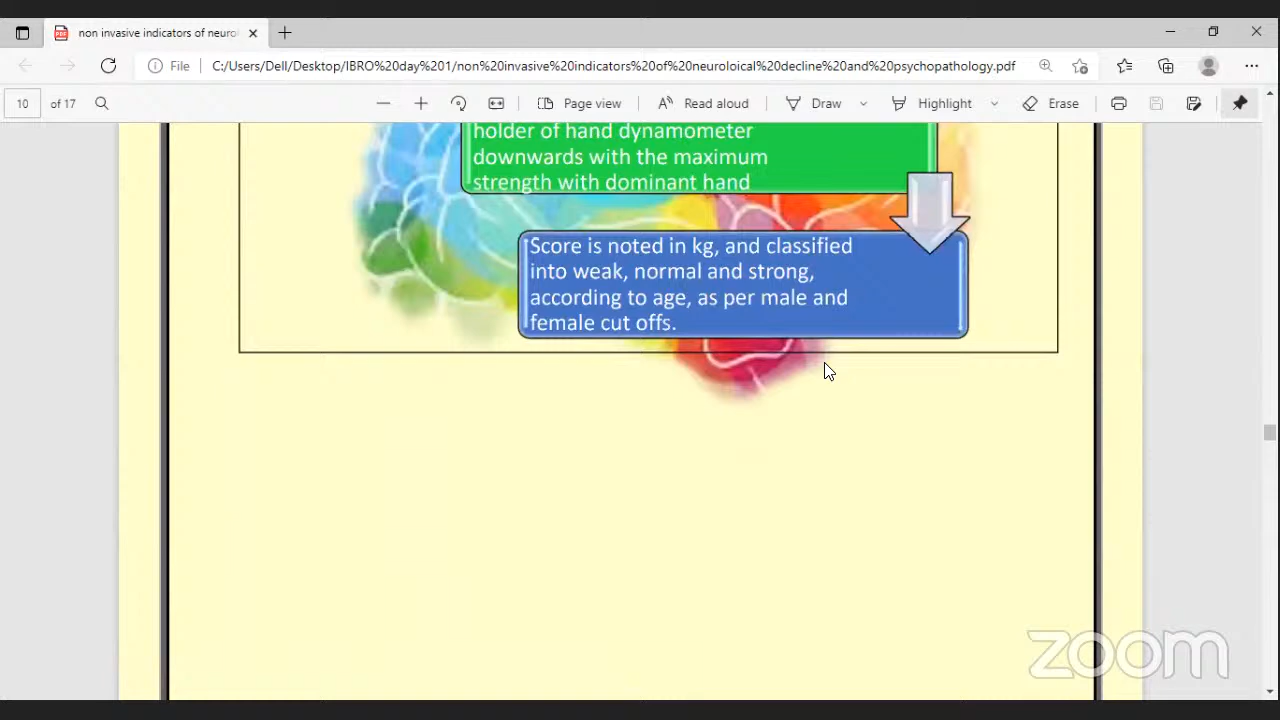 non invasive indicators of neurol
File
C:/Users/Dell/Desktop/IBRO%20day%201/non%20invasive%20indicators%20of%20neuroloical%20decline%20and%20psychopathology.pdf
10 of 17
Page view
Read aloud
Draw
Highlight
Erase
holder of hand dynamometer
downwards with the maximum
strength with dominant hand
Score is noted in kg, and classified
into weak, normal and strong,
according to age, as per male and
female cut offs.
zoom